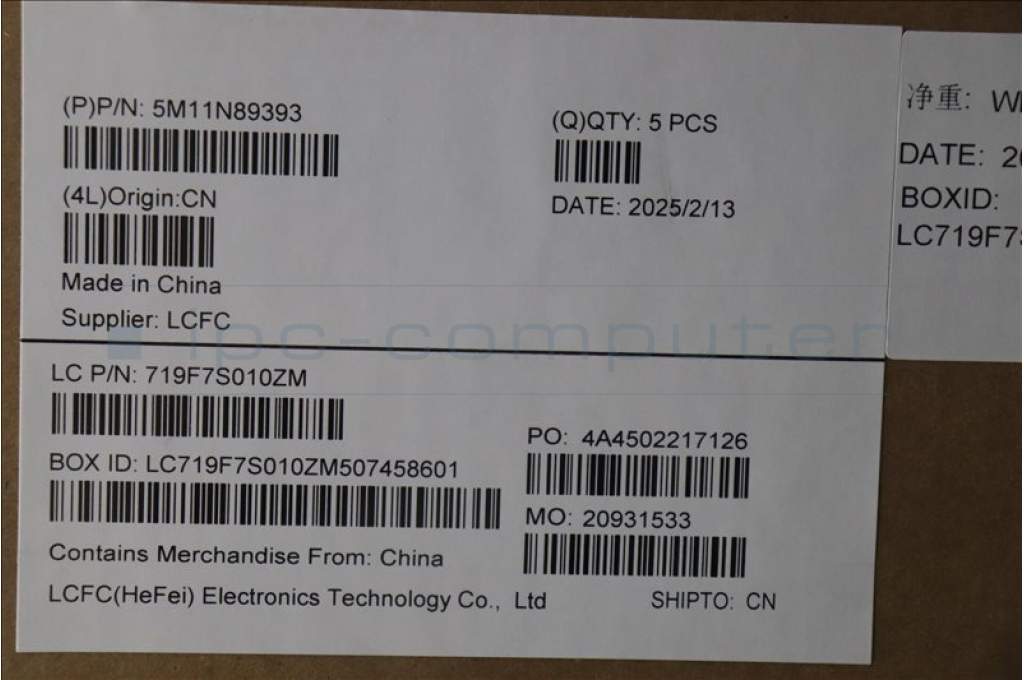 (P)P/N: 5M11N89393
(Q)QTY: 5 PCS
(4L)Origin:CN
DATE: 2025/2/13
Made in China
Supplier: LCFC
ipc-computer
LC P/N: 719F7S010ZM
PO: 4A4502217126
BOX ID: LC719F7S010ZM507458601
MO: 20931533
Contains Merchandise From: China
LCFC(HeFei) Electronics Technology Co., Ltd
SHIPTO: CN
净重:
DATE: 20
BOXID:
LC719F7S